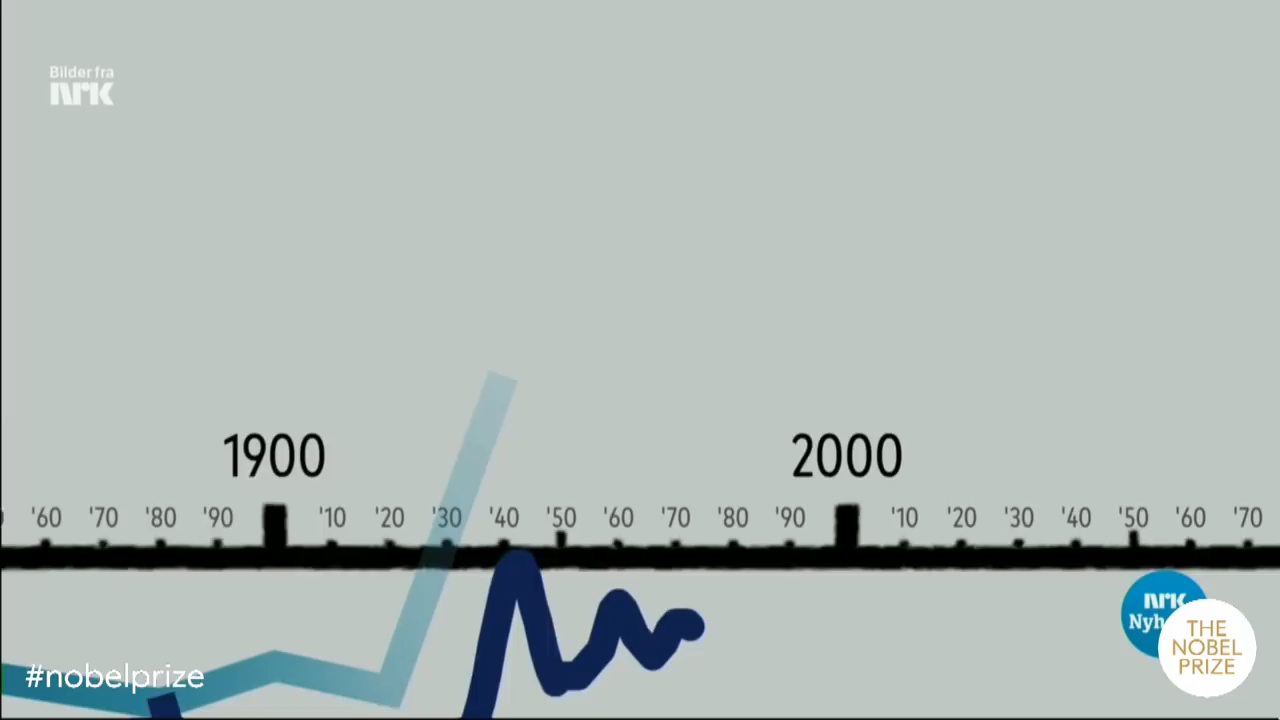 Bilder fra
nrk
1900
2000
'60 '70 '80 '90 '10 '20 '30 '40 '50 '60 '70 '80 '90 '10 '20 '30 '40 '50 '60 '70
nrk
THE
NOBEL
PRIZE
#nobelprize